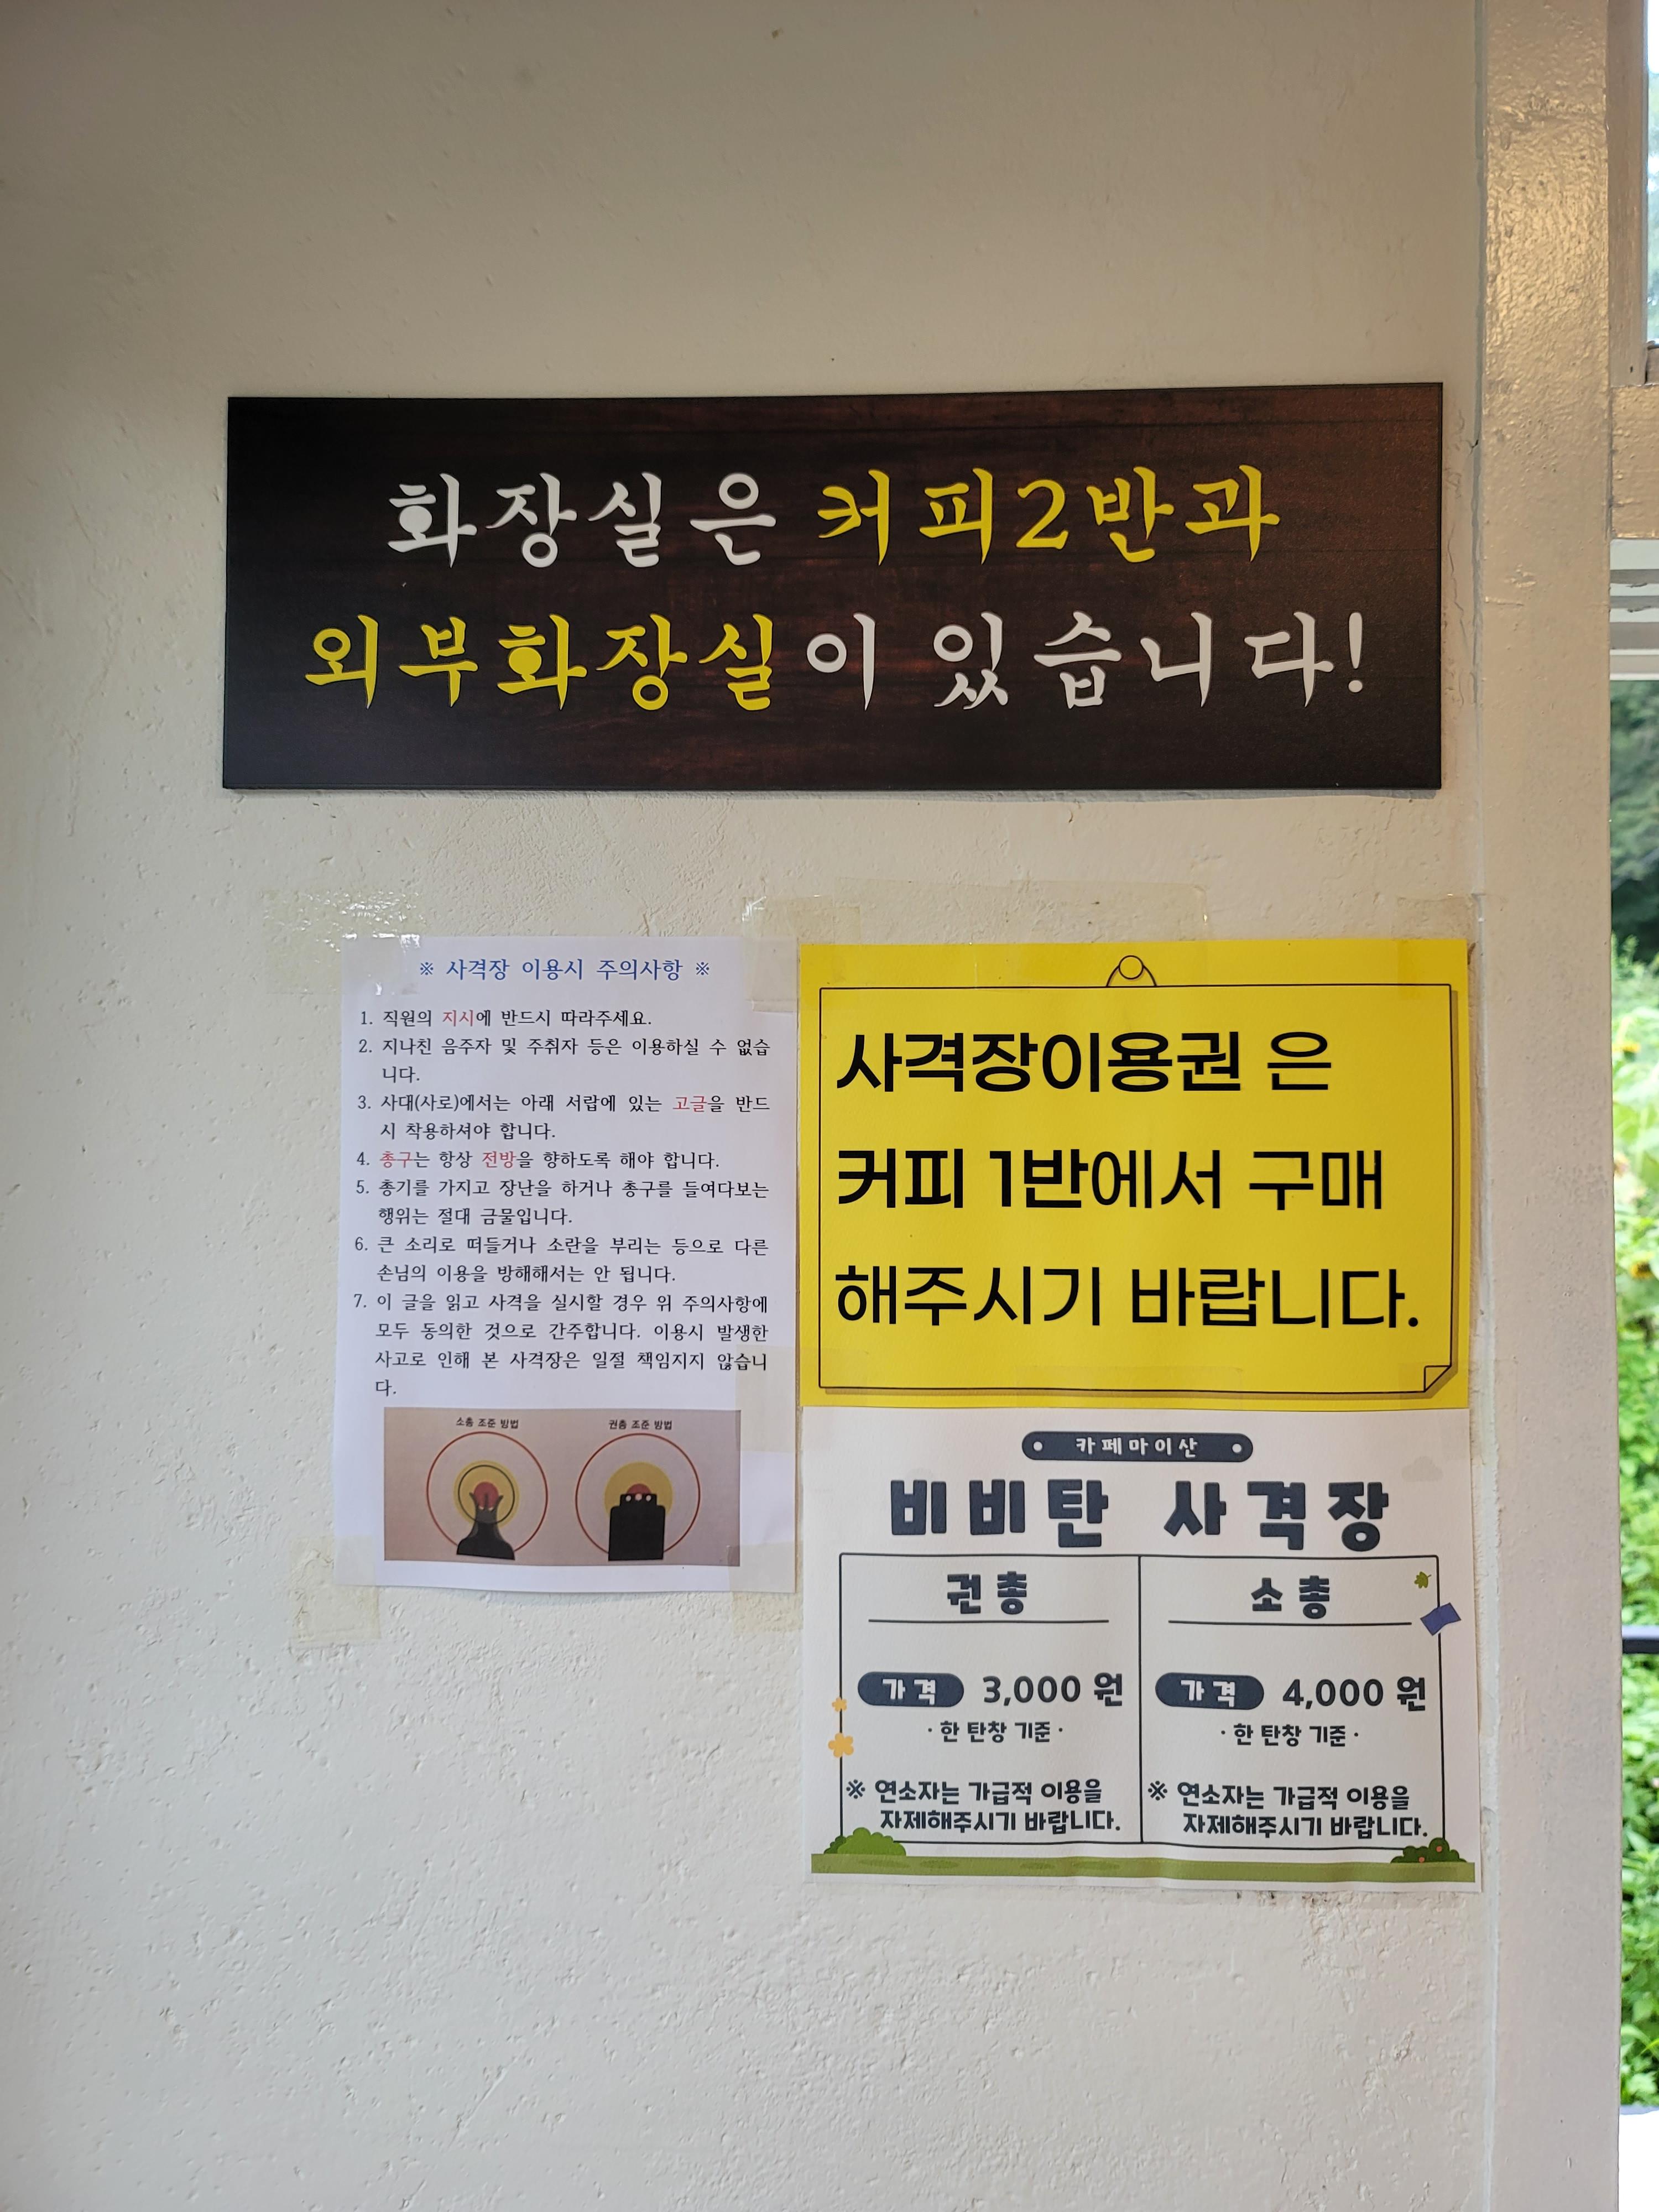 화장실은 커피2반과
외부화장실이 있습니다!
※ 사격장 이용시 주의사항 ※
1. 직원의 지시에 반드시 따라주세요.
2. 지나친 음주자 및 주취자 등은 이용하실 수 없습
니다.
3. 사대(사로)에서는 아래 서랍에 있는 고글을 반드
시 착용하셔야 합니다.
4. 총구는 항상 전방을 향하도록 해야 합니다.
5. 총기를 가지고 장난을 하거나 총구를 들여다보는
행위는 절대 금물입니다.
6. 큰 소리로 떠들거나 소란을 부리는 등으로 다른
손님의 이용을 방해해서는 안 됩니다.
7. 이 글을 읽고 사격을 실시할 경우 위 주의사항에
모두 동의한 것으로 간주합니다. 이용시 발생한
사고로 인해 본 사격장은 일절 책임지지 않습니
다.
소총 조준 방법
권총 조준 방법
사격장이용권 은
커피 1반에서 구매
해주시기 바랍니다.
카페마이산
비비탄 사격장
권총
가격 3,000 원
· 한 탄창 기준 ·
※ 연소자는 가급적 이용을
자제해주시기 바랍니다.
소총
가격 4,000 원
· 한 탄창 기준 ·
※ 연소자는 가급적 이용을
자제해주시기 바랍니다.